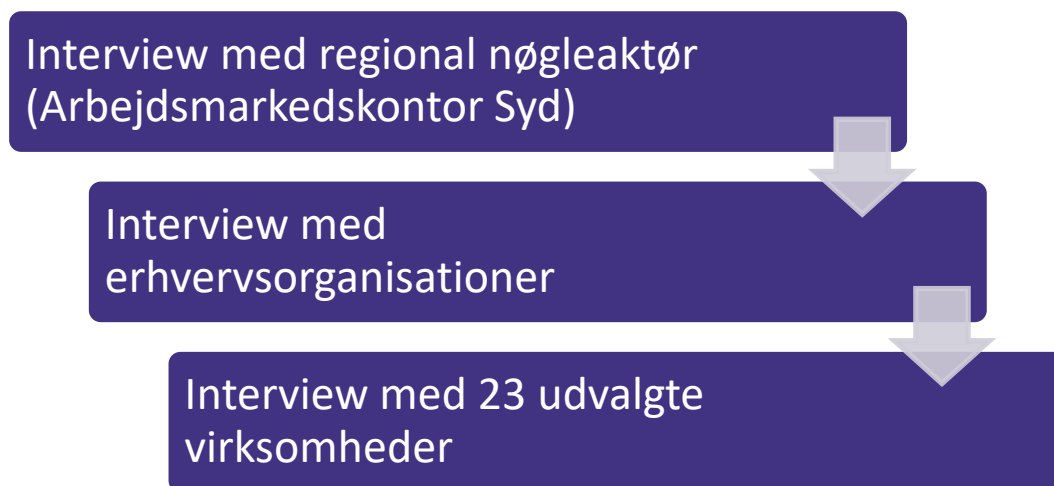 Interview med regional nøgleaktør
(Arbejdsmarkedskontor Syd)
Interview med
erhvervsorganisationer
Interview med 23 udvalgte
virksomheder